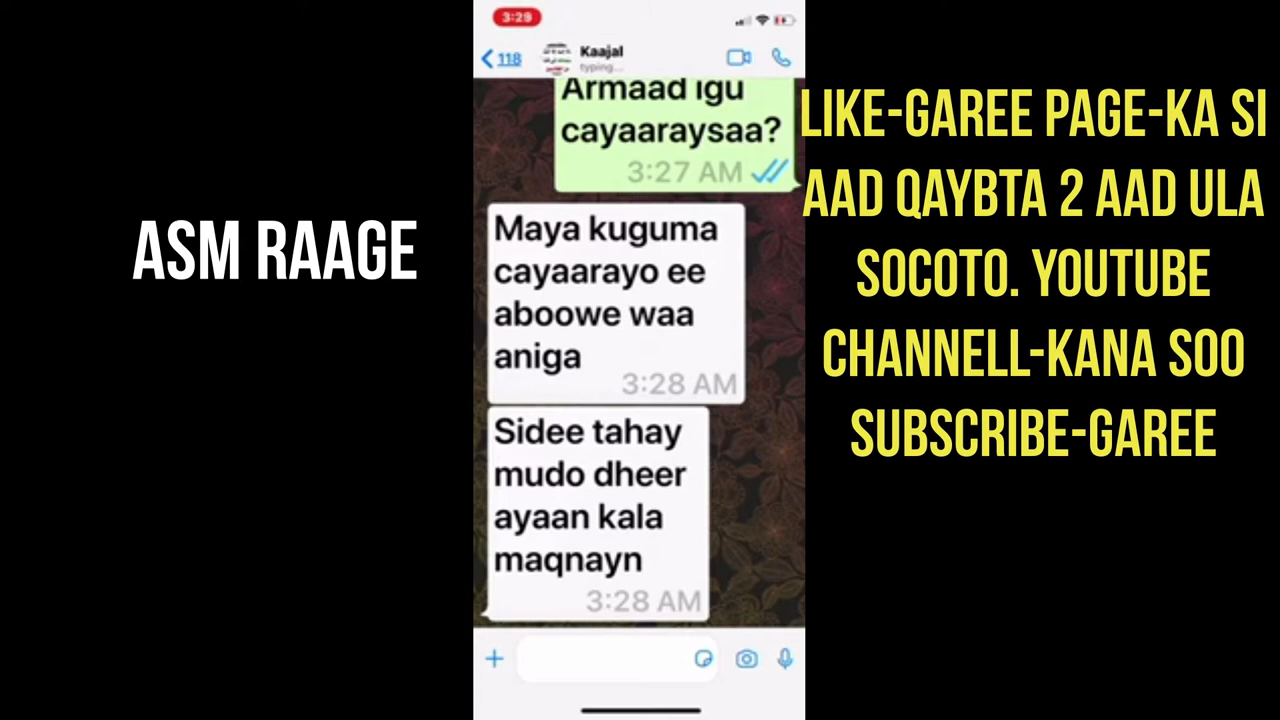 ASM RAAGE
3:29
118
Kaajal
typing...
Armaad igu
cayaaraysaa?
3:27 AM
Maya kuguma
cayaarayo ee
aboowe waa
aniga
3:28 AM
Sidee tahay
mudo dheer
ayaan kala
maqnayn
3:28 AM
LIKE-GAREE PAGE-KA SI
AAD QAYBTA 2 AAD ULA
SOCOTO. YOUTUBE
CHANNELL-KANA SOO
SUBSCRIBE-GAREE